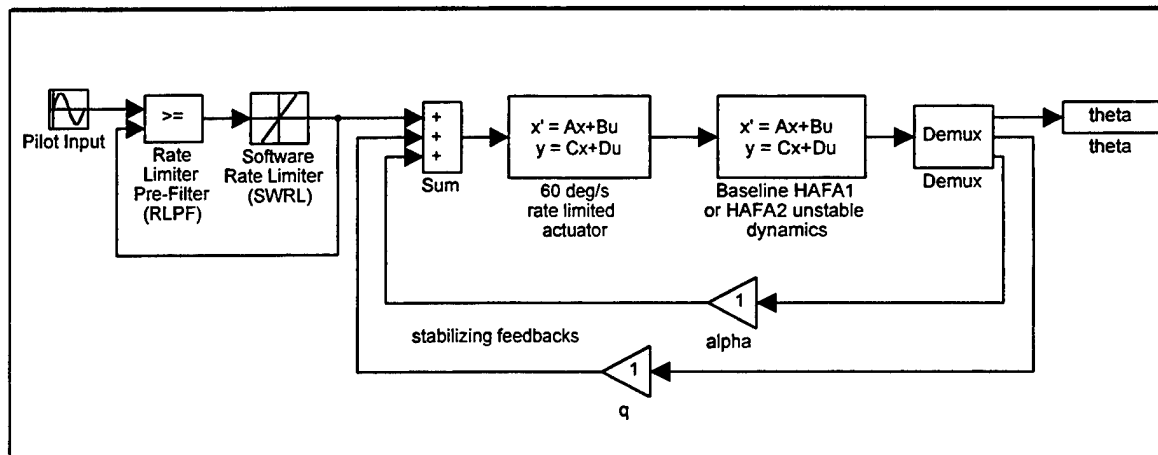 Pilot Input
>=
Rate
Limiter
Pre-Filter
(RLPF)
Software
Rate Limiter
(SWRL)
+
+
+
Sum
x' = Ax+Bu
y = Cx+Du
60 deg/s
rate limited
actuator
x' = Ax+Bu
y = Cx+Du
Baseline HAFA1
or HAFA2 unstable
dynamics
Demux
Demux
theta
theta
1
alpha
stabilizing feedbacks
1
q